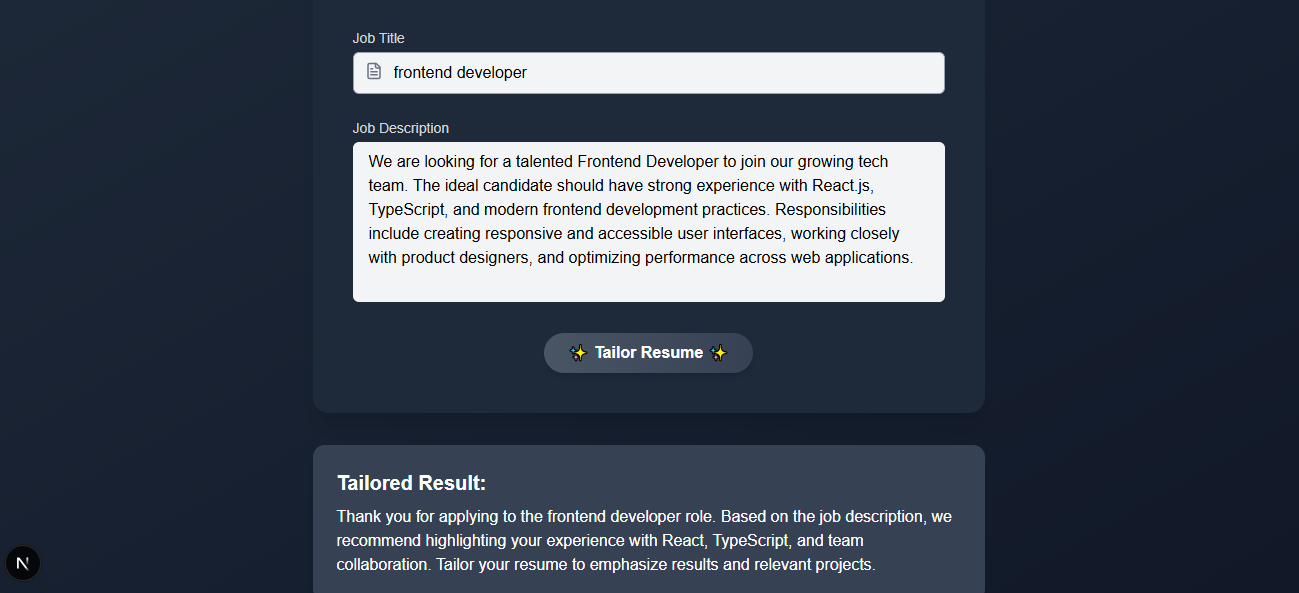 Job Title
frontend developer
Job Description
We are looking for a talented Frontend Developer to join our growing tech
team. The ideal candidate should have strong experience with React.js,
TypeScript, and modern frontend development practices. Responsibilities
include creating responsive and accessible user interfaces, working closely
with product designers, and optimizing performance across web applications.
✨ Tailor Resume ✨
Tailored Result:
Thank you for applying to the frontend developer role. Based on the job description, we
recommend highlighting your experience with React, TypeScript, and team
collaboration. Tailor your resume to emphasize results and relevant projects.
N